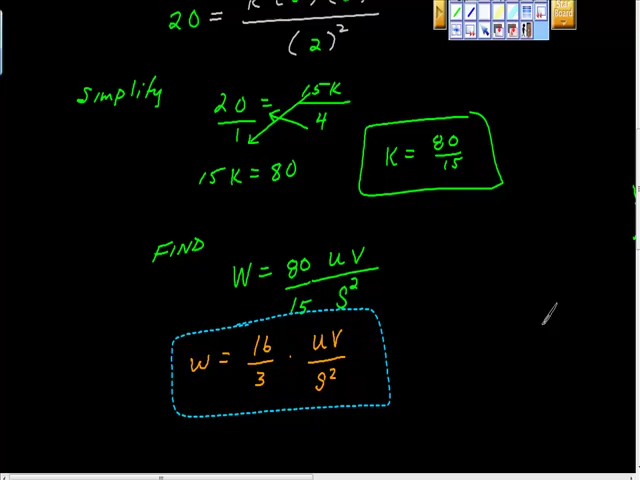 20 =
(2)²
Simplify
20/1 = 15K/4
15K = 80
K = 80/15
FIND
W = 80/15 UV/S²
W = 16/3 · UV/S²